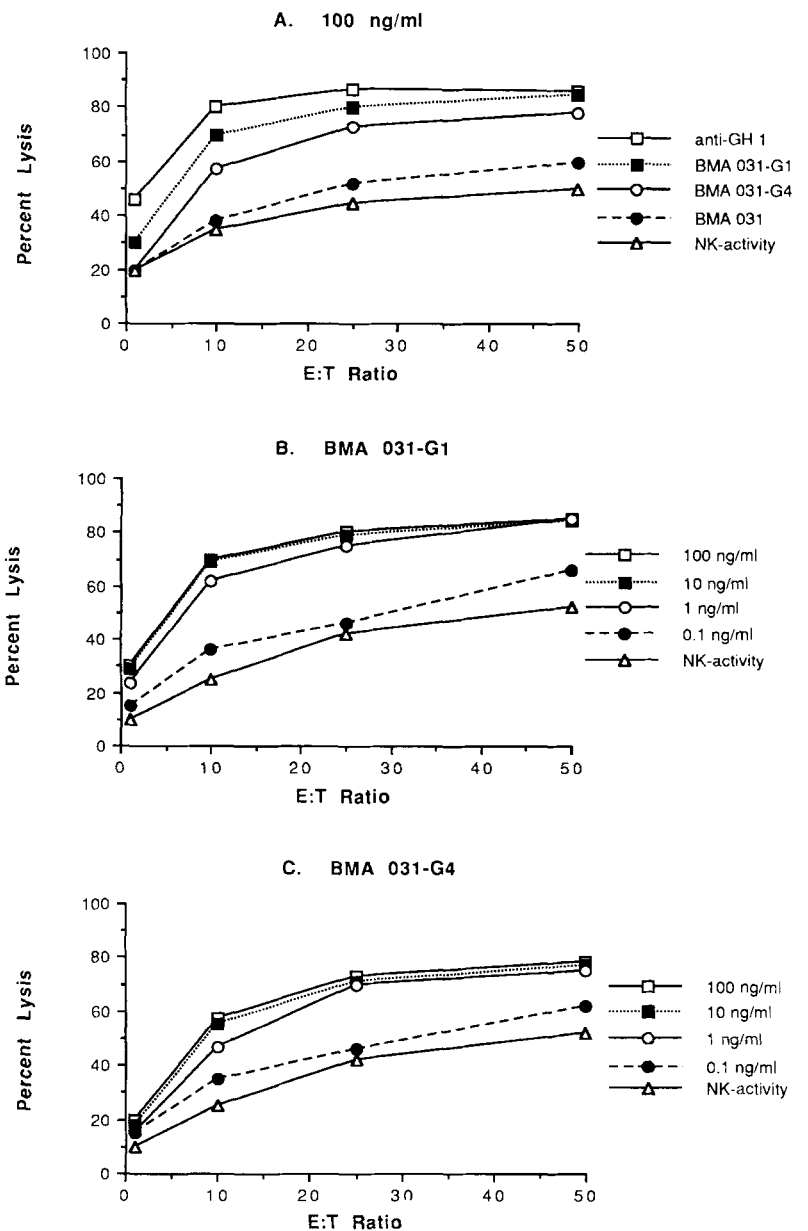 A. 100 ng/ml
100
80
60
40
20
0
Percent Lysis
0 10 20 30 40 50
E:T Ratio
anti-GH 1
BMA 031-G1
BMA 031-G4
BMA 031
NK-activity
B. BMA 031-G1
100
80
60
40
20
0
Percent Lysis
0 10 20 30 40 50
E:T Ratio
100 ng/ml
10 ng/ml
1 ng/ml
0.1 ng/ml
NK-activity
C. BMA 031-G4
100
80
60
40
20
0
Percent Lysis
0 10 20 30 40 50
E:T Ratio
100 ng/ml
10 ng/ml
1 ng/ml
0.1 ng/ml
NK-activity